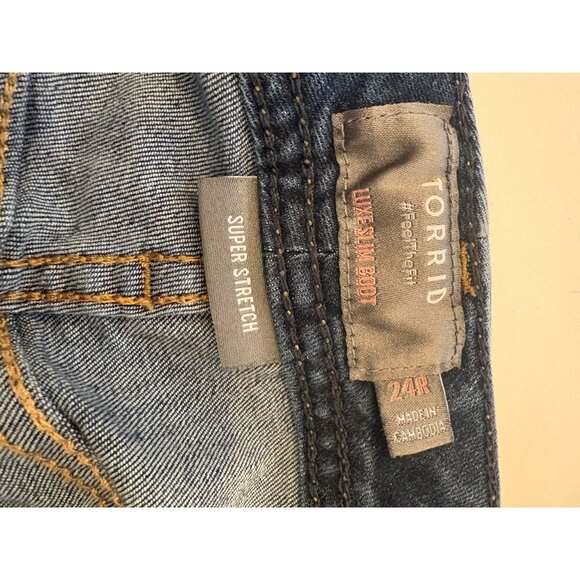 TORRID
#FeelTheFit
LUXE SLIM BOOT
24R
MADE IN
CAMBODIA
SUPER STRETCH